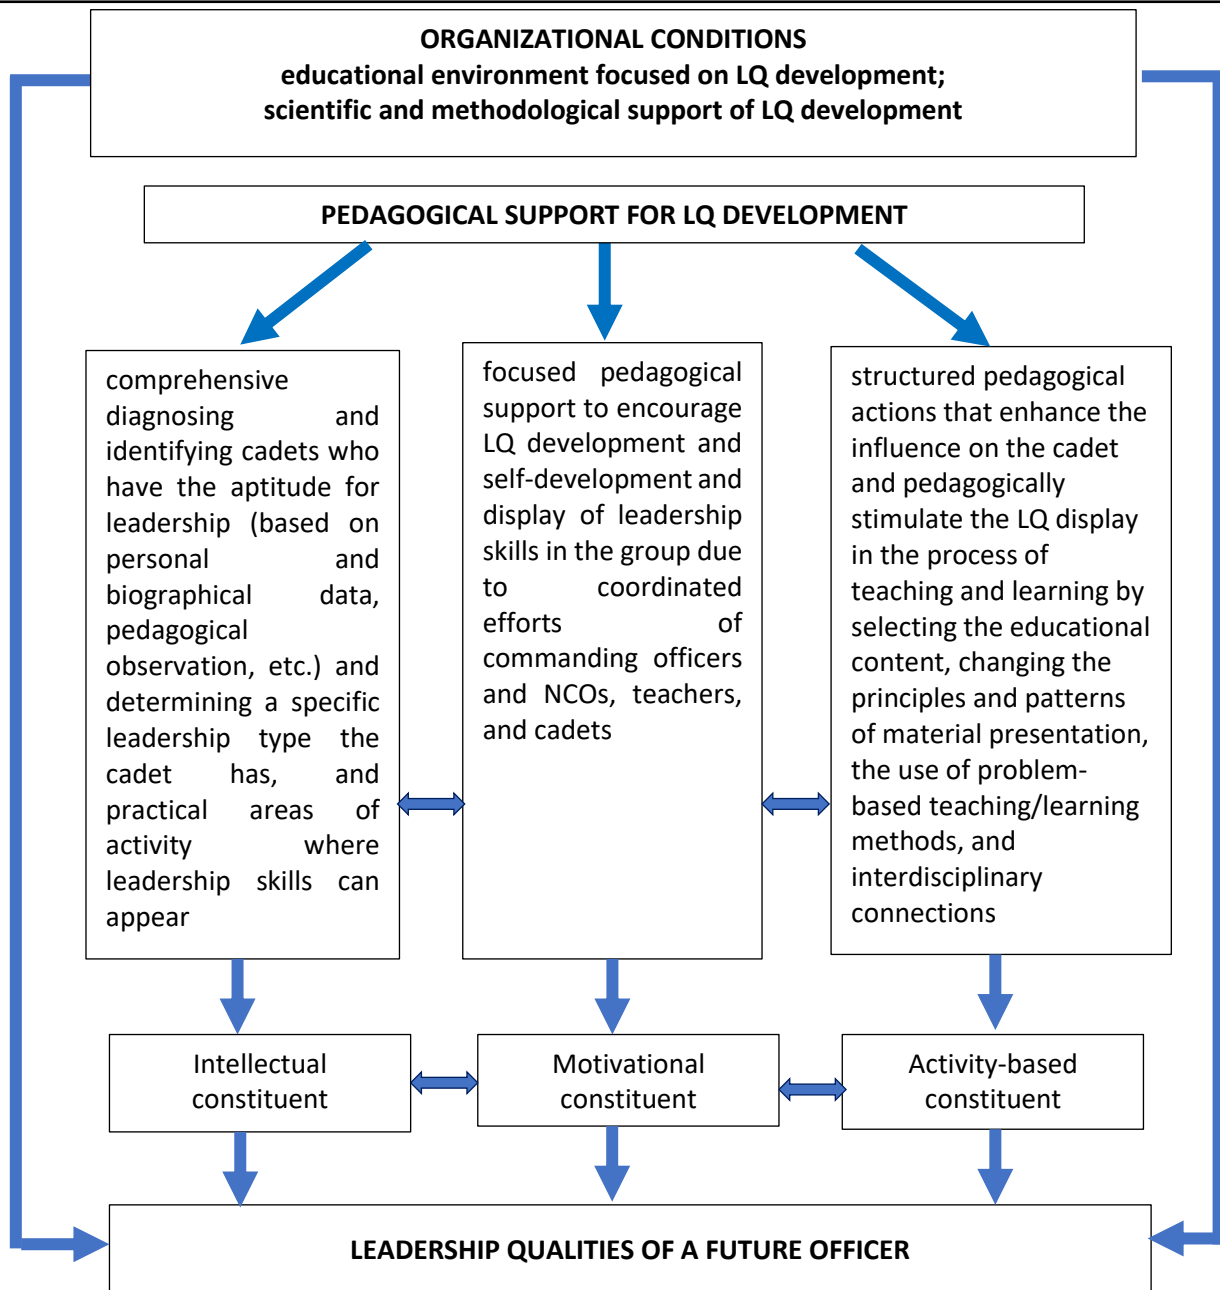 ORGANIZATIONAL CONDITIONS
educational environment focused on LQ development;
scientific and methodological support of LQ development
PEDAGOGICAL SUPPORT FOR LQ DEVELOPMENT
comprehensive
diagnosing and
identifying cadets who
have the aptitude for
leadership (based on
personal and
biographical data,
pedagogical
observation, etc.) and
determining a specific
leadership type the
cadet has, and
practical areas of
activity where
leadership skills can
appear
focused pedagogical
support to encourage
LQ development and
self-development and
display of leadership
skills in the group due
to coordinated
efforts of
commanding officers
and NCOs, teachers,
and cadets
structured pedagogical
actions that enhance the
influence on the cadet
and pedagogically
stimulate the LQ display
in the process of
teaching and learning by
selecting the educational
content, changing the
principles and patterns
of material presentation,
the use of problem-
based teaching/learning
methods, and
interdisciplinary
connections
Intellectual
constituent
Motivational
constituent
Activity-based
constituent
LEADERSHIP QUALITIES OF A FUTURE OFFICER